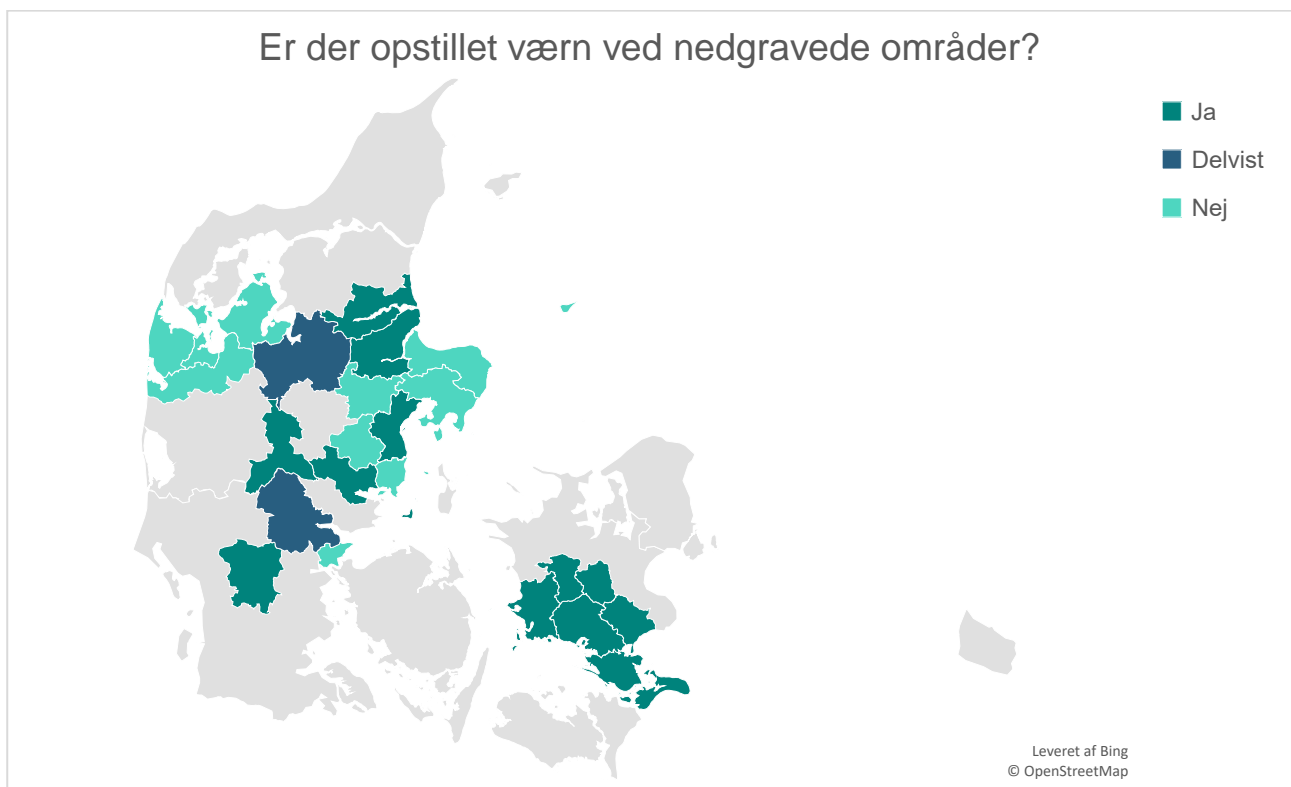 Er der opstillet værn ved nedgravede områder?
Ja
Delvist
Nej
Leveret af Bing
© OpenStreetMap